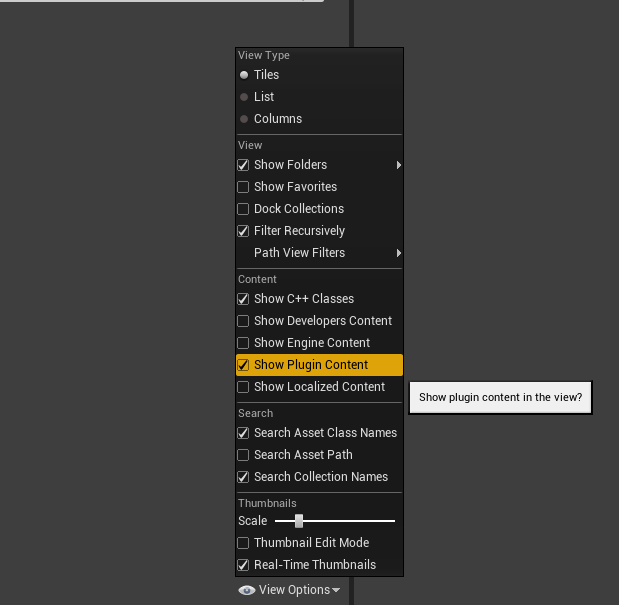 View Type
Tiles
List
Columns
View
Show Folders
Show Favorites
Dock Collections
Filter Recursively
Path View Filters
Content
Show C++ Classes
Show Developers Content
Show Engine Content
Show Plugin Content
Show Localized Content
Show plugin content in the view?
Search
Search Asset Class Names
Search Asset Path
Search Collection Names
Thumbnails
Scale
Thumbnail Edit Mode
Real-Time Thumbnails
View Options